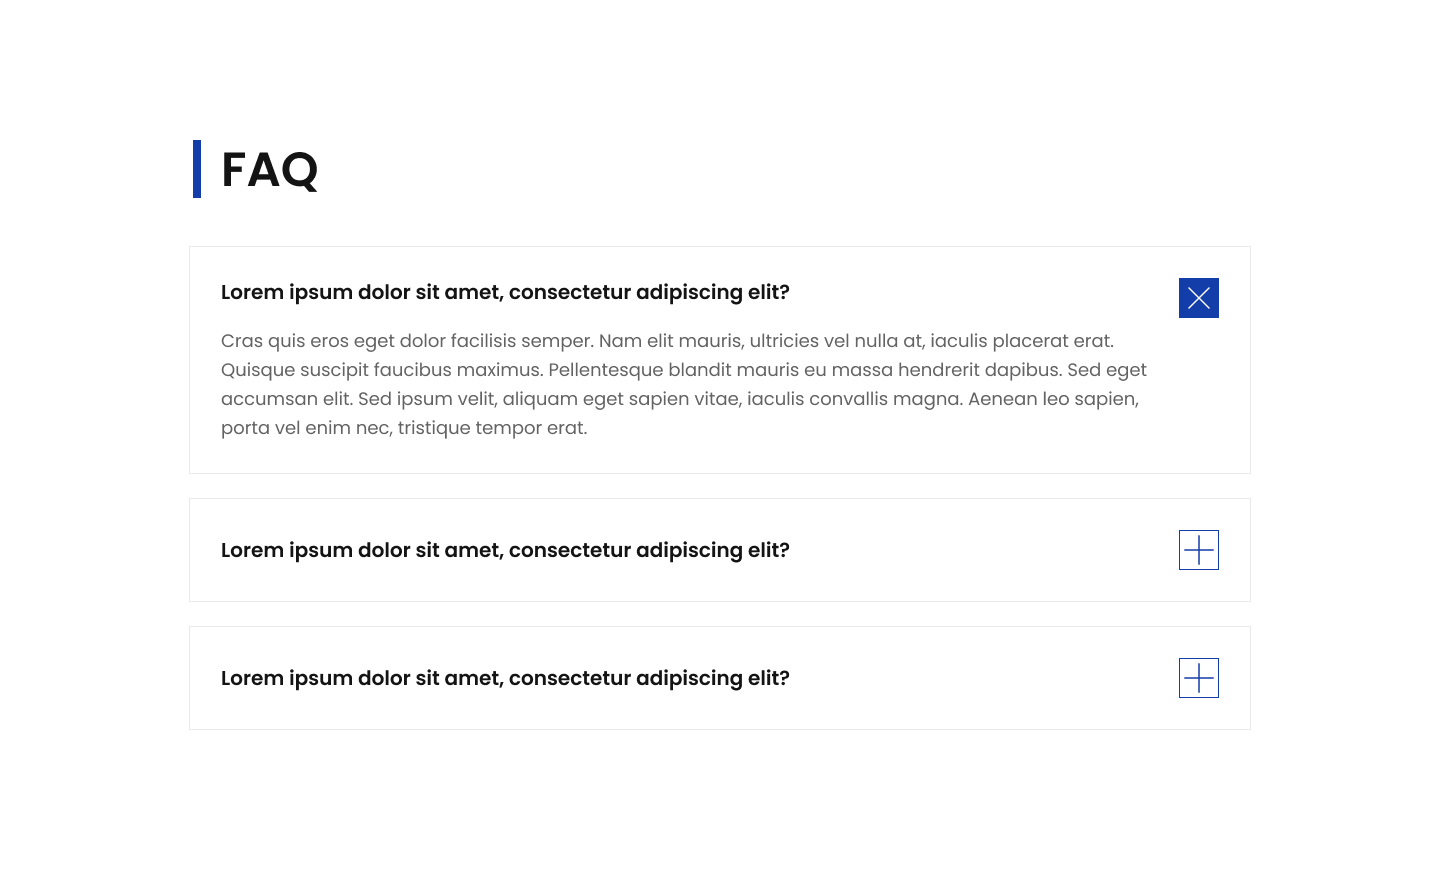 FAQ
Lorem ipsum dolor sit amet, consectetur adipiscing elit?
Cras quis eros eget dolor facilisis semper. Nam elit mauris, ultricies vel nulla at, iaculis placerat erat.
Quisque suscipit faucibus maximus. Pellentesque blandit mauris eu massa hendrerit dapibus. Sed eget
accumsan elit. Sed ipsum velit, aliquam eget sapien vitae, iaculis convallis magna. Aenean leo sapien,
porta vel enim nec, tristique tempor erat.
Lorem ipsum dolor sit amet, consectetur adipiscing elit?
Lorem ipsum dolor sit amet, consectetur adipiscing elit?